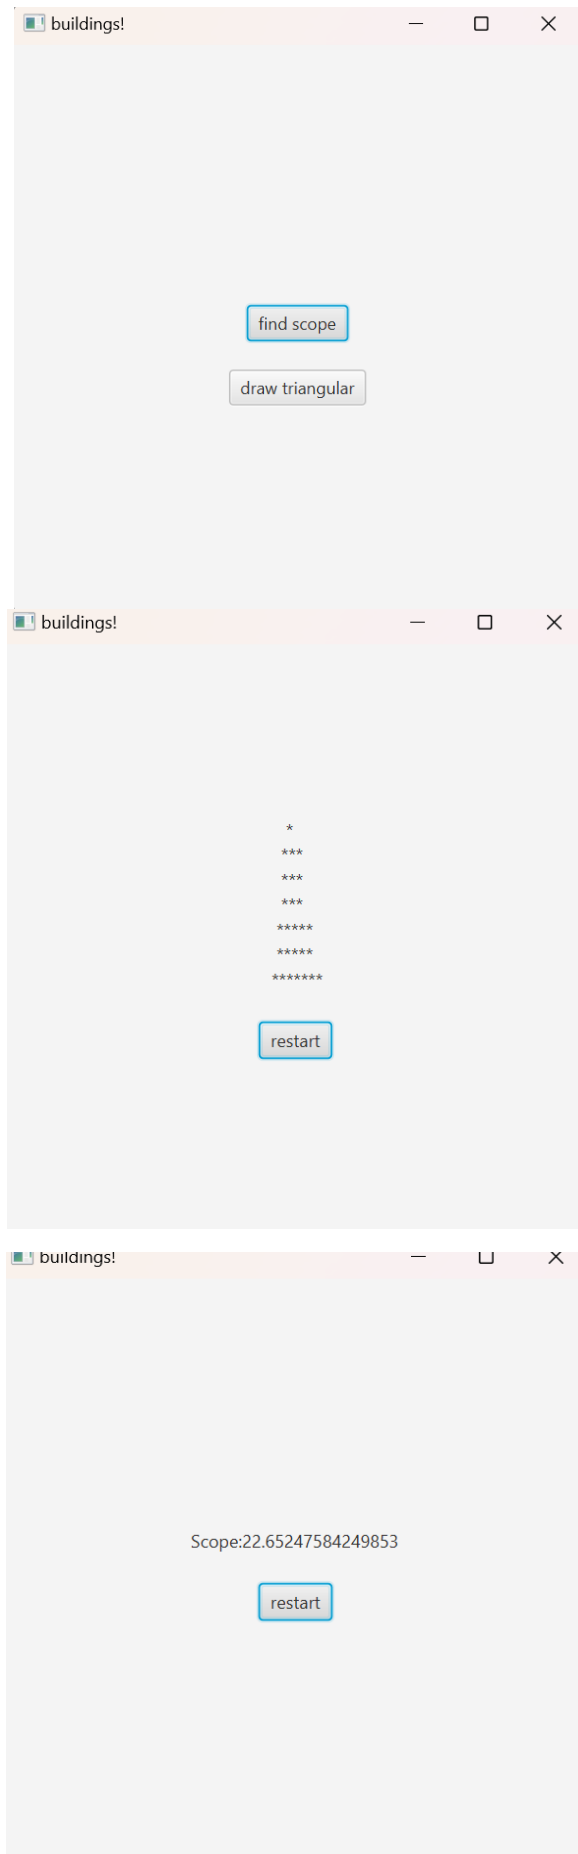 buildings!
find scope
draw triangular
buildings!
*
***
***
***
*****
*****
*******
restart
buildings!
Scope:22.65247584249853
restart